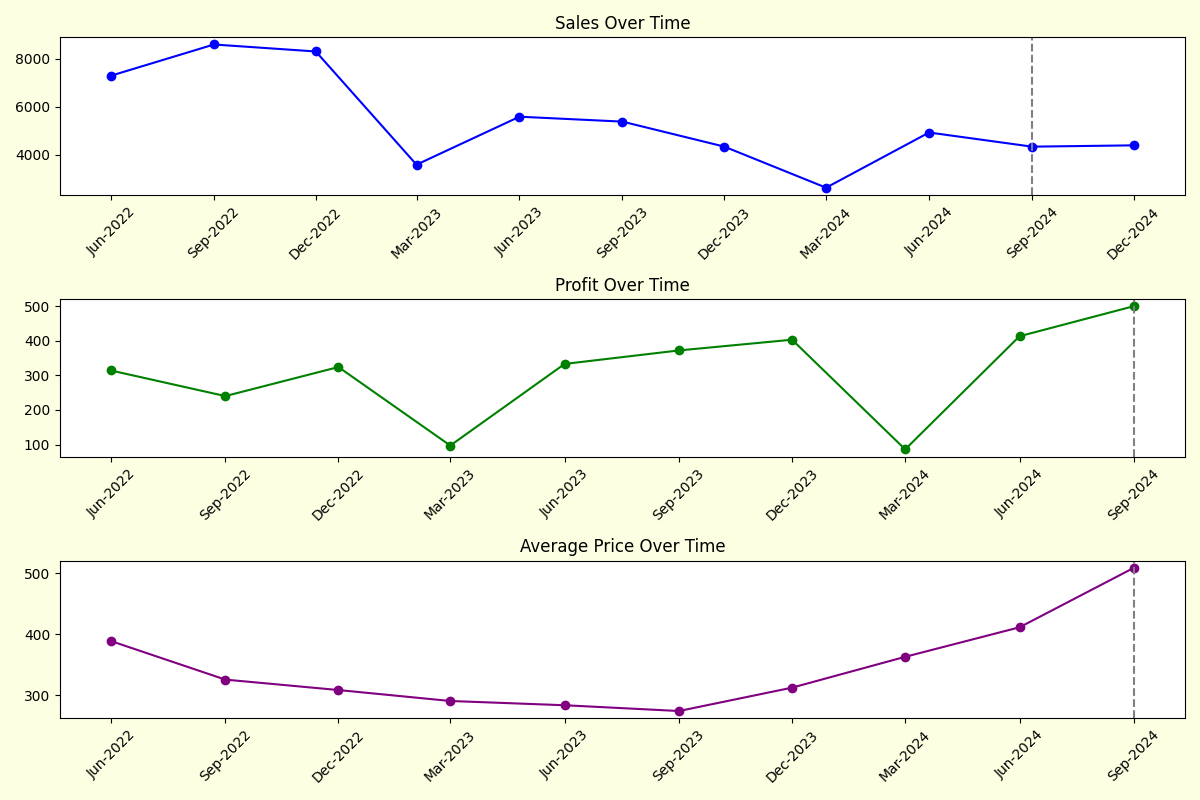 Sales Over Time
8000
6000
4000
Jun-2022 Sep-2022 Dec-2022 Mar-2023 Jun-2023 Sep-2023 Dec-2023 Mar-2024 Jun-2024 Sep-2024 Dec-2024
Profit Over Time
500
400
300
200
100
Jun-2022 Sep-2022 Dec-2022 Mar-2023 Jun-2023 Sep-2023 Dec-2023 Mar-2024 Jun-2024 Sep-2024
Average Price Over Time
500
400
300
Jun-2022 Sep-2022 Dec-2022 Mar-2023 Jun-2023 Sep-2023 Dec-2023 Mar-2024 Jun-2024 Sep-2024